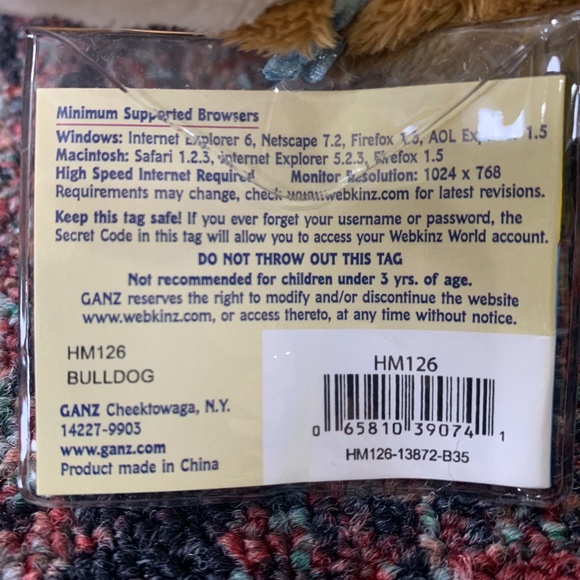 Minimum Supported Browsers
Windows: Internet Explorer 6, Netscape 7.2, Firefox 1.5, AOL Explorer 1.5
Macintosh: Safari 1.2.3, Internet Explorer 5.2.3, Firefox 1.5
High Speed Internet Required Monitor Resolution: 1024 x 768
Requirements may change, check www.webkinz.com for latest revisions.
Keep this tag safe! If you ever forget your username or password, the
Secret Code in this tag will allow you to access your Webkinz World account.
DO NOT THROW OUT THIS TAG
Not recommended for children under 3 yrs. of age.
GANZ reserves the right to modify and/or discontinue the website
www.webkinz.com, or access thereto, at any time without notice.
HM126
BULLDOG
GANZ Cheektowaga, N.Y.
14227-9903
www.ganz.com
Product made in China
HM126
0 65810 39074 1
HM126-13872-B35